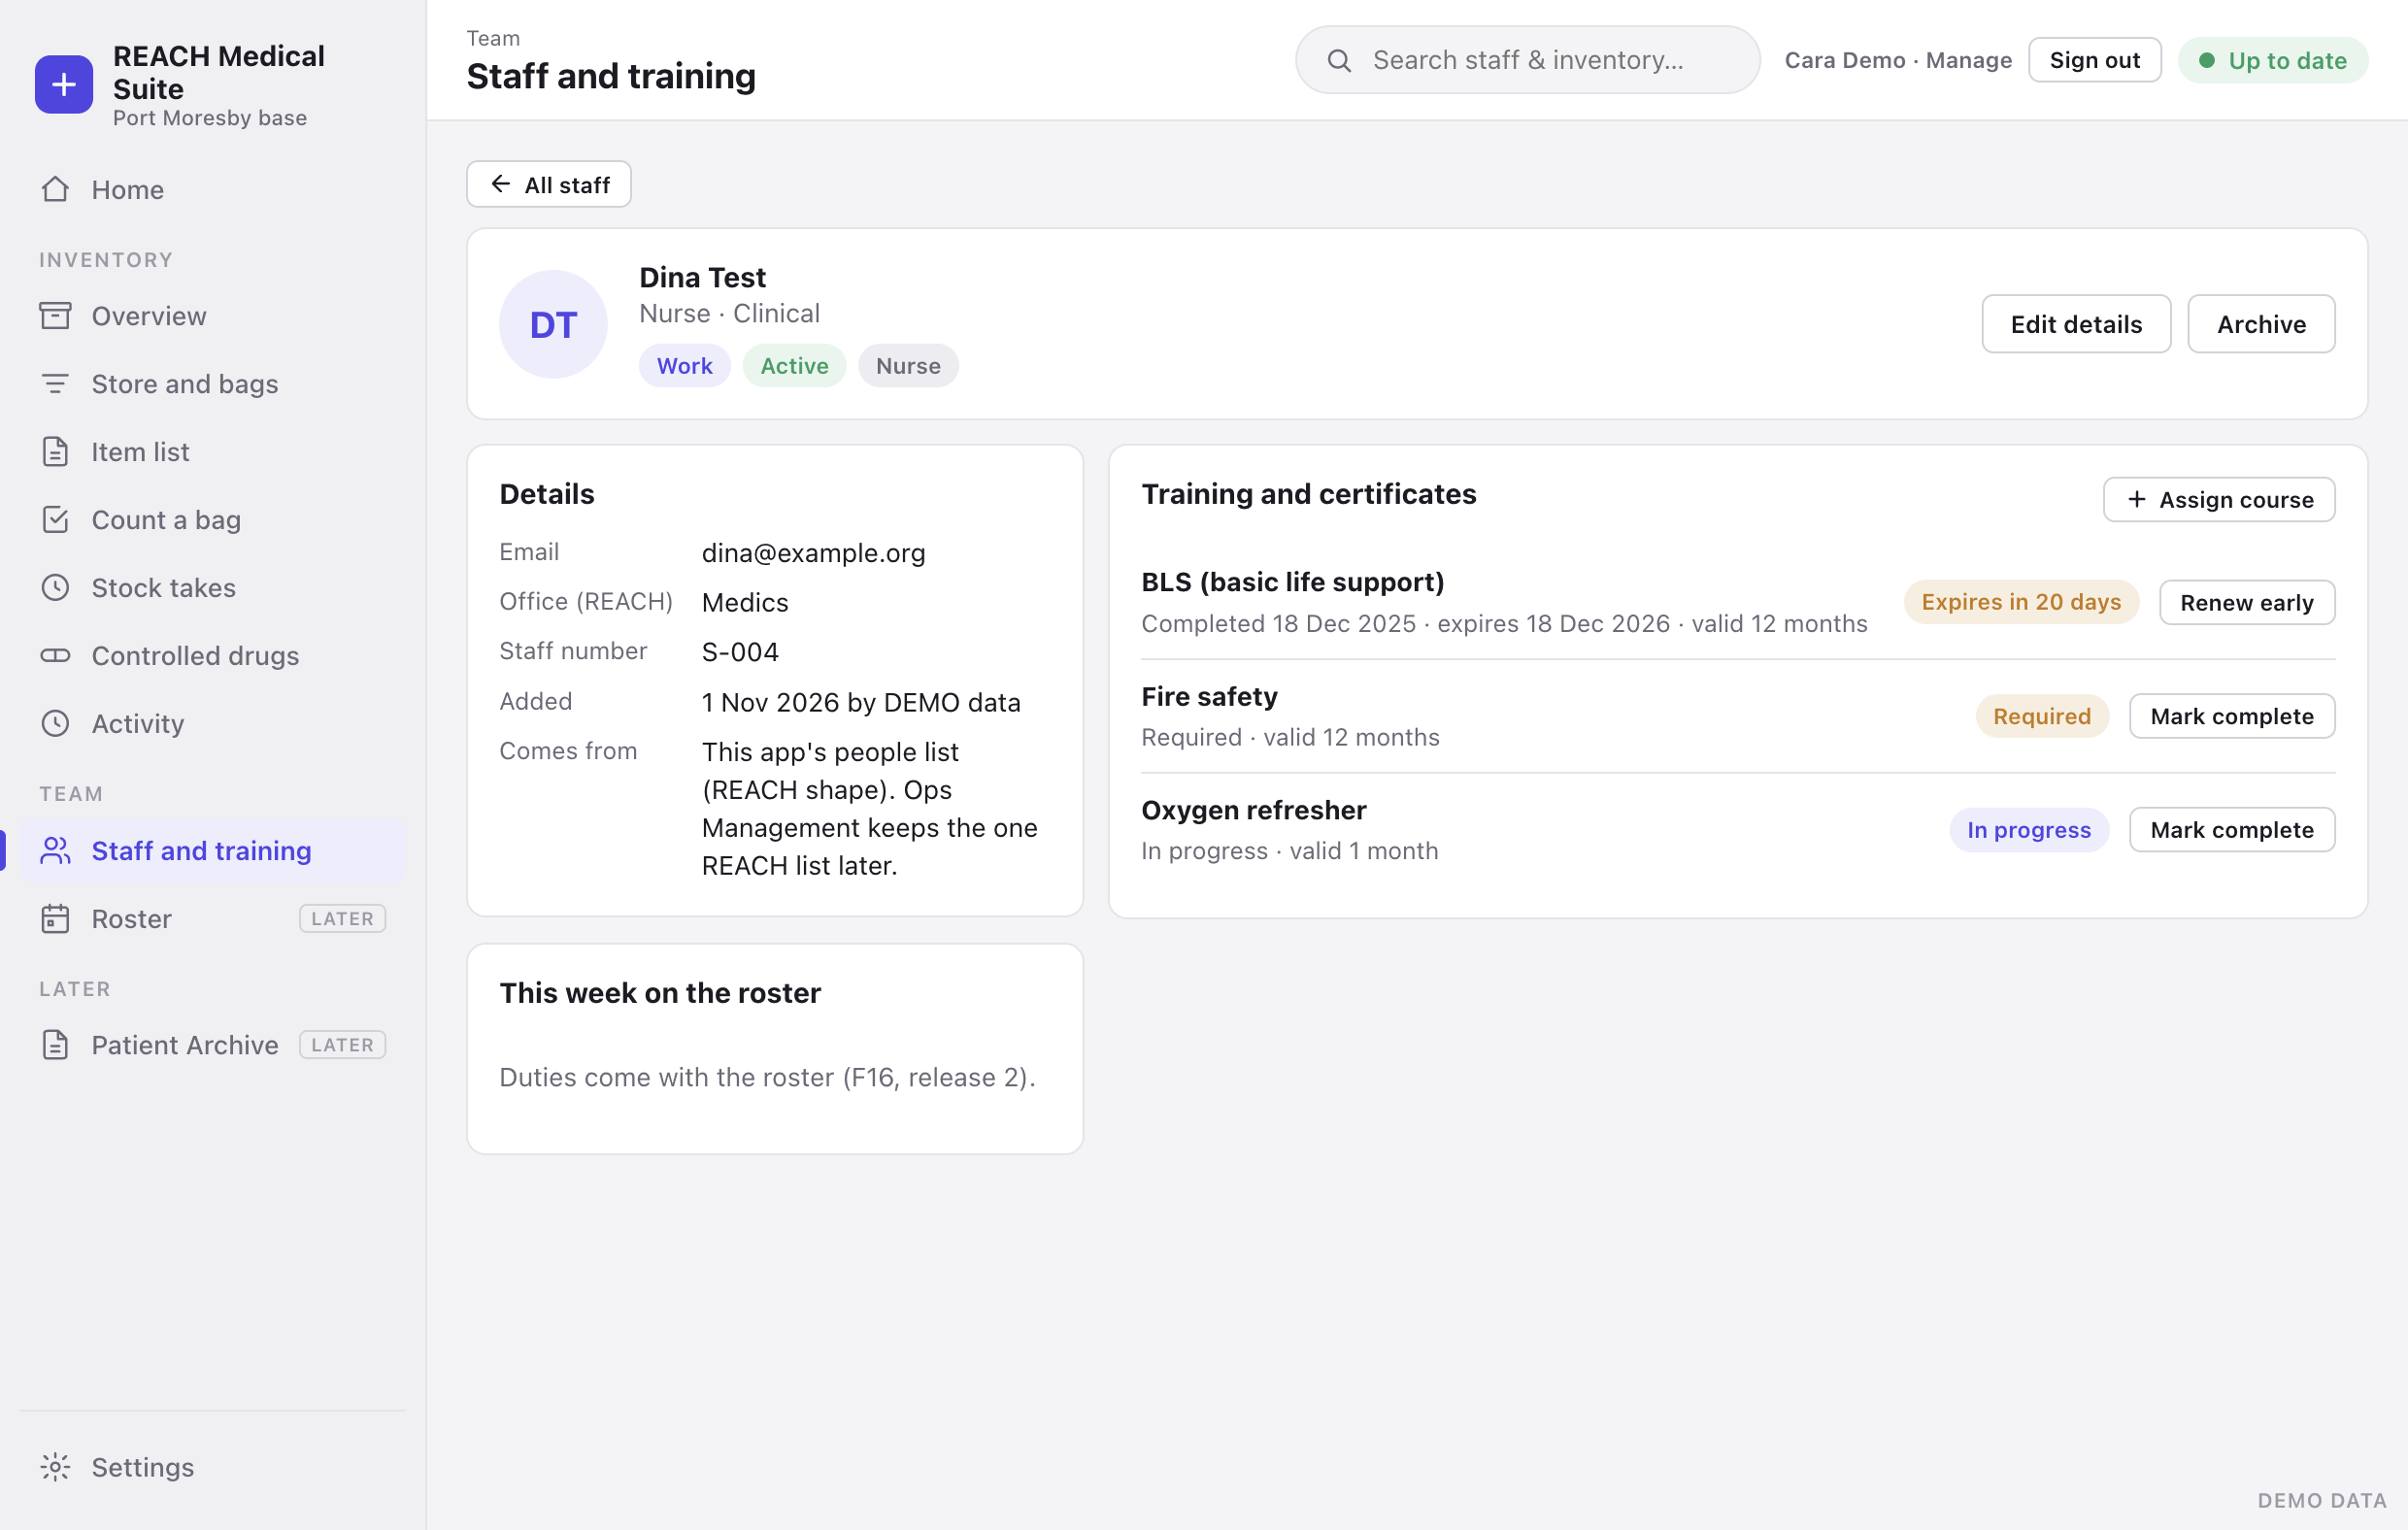 REACH Medical
Suite
Port Moresby base
Home
INVENTORY
Overview
Store and bags
Item list
Count a bag
Stock takes
Controlled drugs
Activity
TEAM
Staff and training
Roster LATER
LATER
Patient Archive LATER
Settings
Team
Staff and training
Search staff & inventory...
Cara Demo · Manage
Sign out
Up to date
← All staff
DT
Dina Test
Nurse · Clinical
Work Active Nurse
Edit details
Archive
Details
Email dina@example.org
Office (REACH) Medics
Staff number S-004
Added 1 Nov 2026 by DEMO data
Comes from This app's people list
(REACH shape). Ops
Management keeps the one
REACH list later.
Training and certificates
+ Assign course
BLS (basic life support)
Completed 18 Dec 2025 · expires 18 Dec 2026 · valid 12 months
Expires in 20 days
Renew early
Fire safety
Required · valid 12 months
Required
Mark complete
Oxygen refresher
In progress · valid 1 month
In progress
Mark complete
This week on the roster
Duties come with the roster (F16, release 2).
DEMO DATA